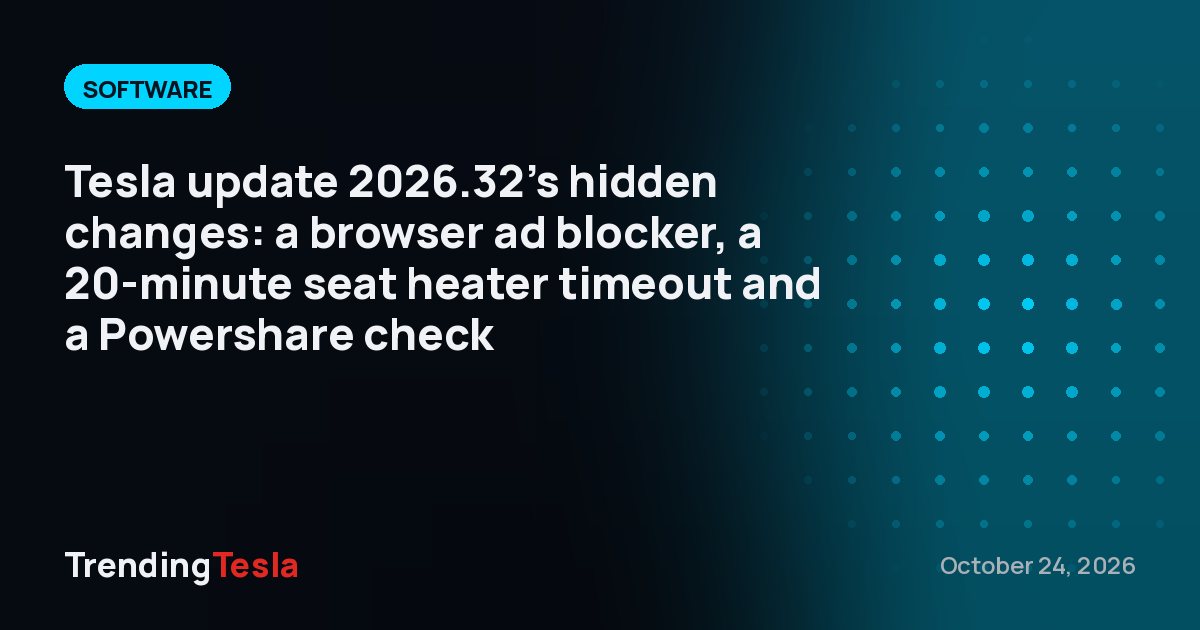 SOFTWARE
Tesla update 2026.32’s hidden
changes: a browser ad blocker, a
20-minute seat heater timeout and
a Powershare check
TrendingTesla
October 24, 2026